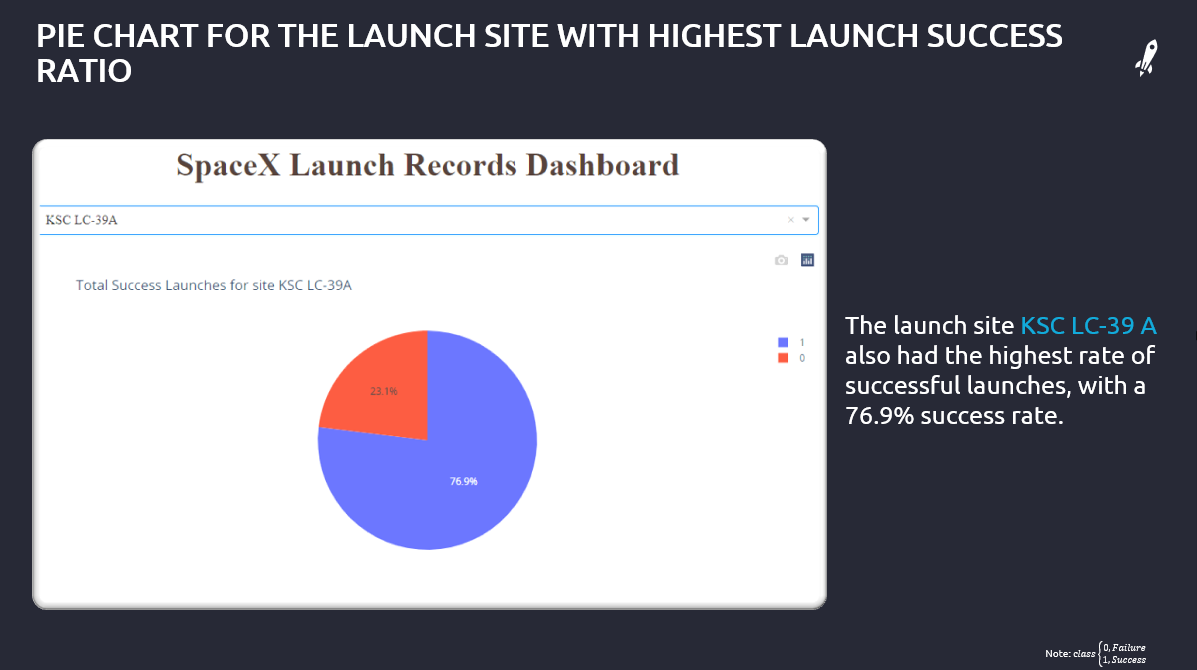 PIE CHART FOR THE LAUNCH SITE WITH HIGHEST LAUNCH SUCCESS
RATIO
SpaceX Launch Records Dashboard
KSC LC-39A
×
Total Success Launches for site KSC LC-39A
1
0
23.1%
76.9%
The launch site KSC LC-39 A
also had the highest rate of
successful launches, with a
76.9% success rate.
Note: class {0, Failure
1, Success